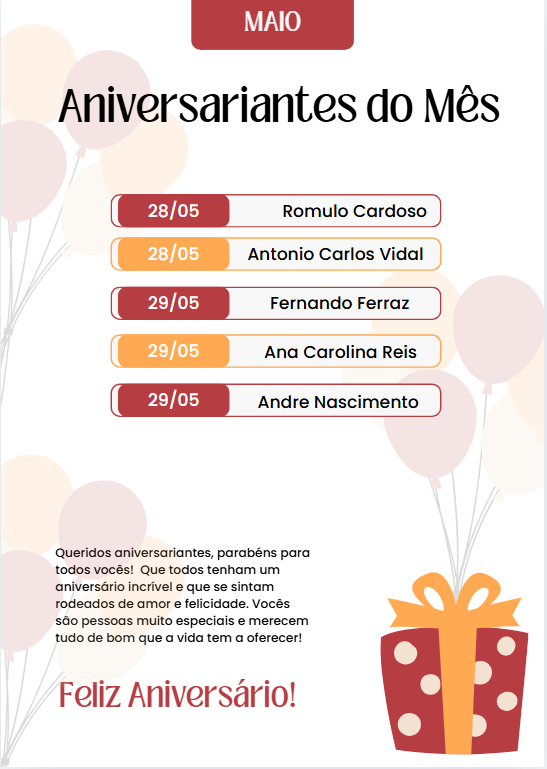 MAIO
Aniversariantes do Mês
28/05 Romulo Cardoso
28/05 Antonio Carlos Vidal
29/05 Fernando Ferraz
29/05 Ana Carolina Reis
29/05 Andre Nascimento
Queridos aniversariantes, parabéns para
todos vocês! Que todos tenham um
aniversário incrível e que se sintam
rodeados de amor e felicidade. Vocês
são pessoas muito especiais e merecem
tudo de bom que a vida tem a oferecer!
Feliz Aniversário!